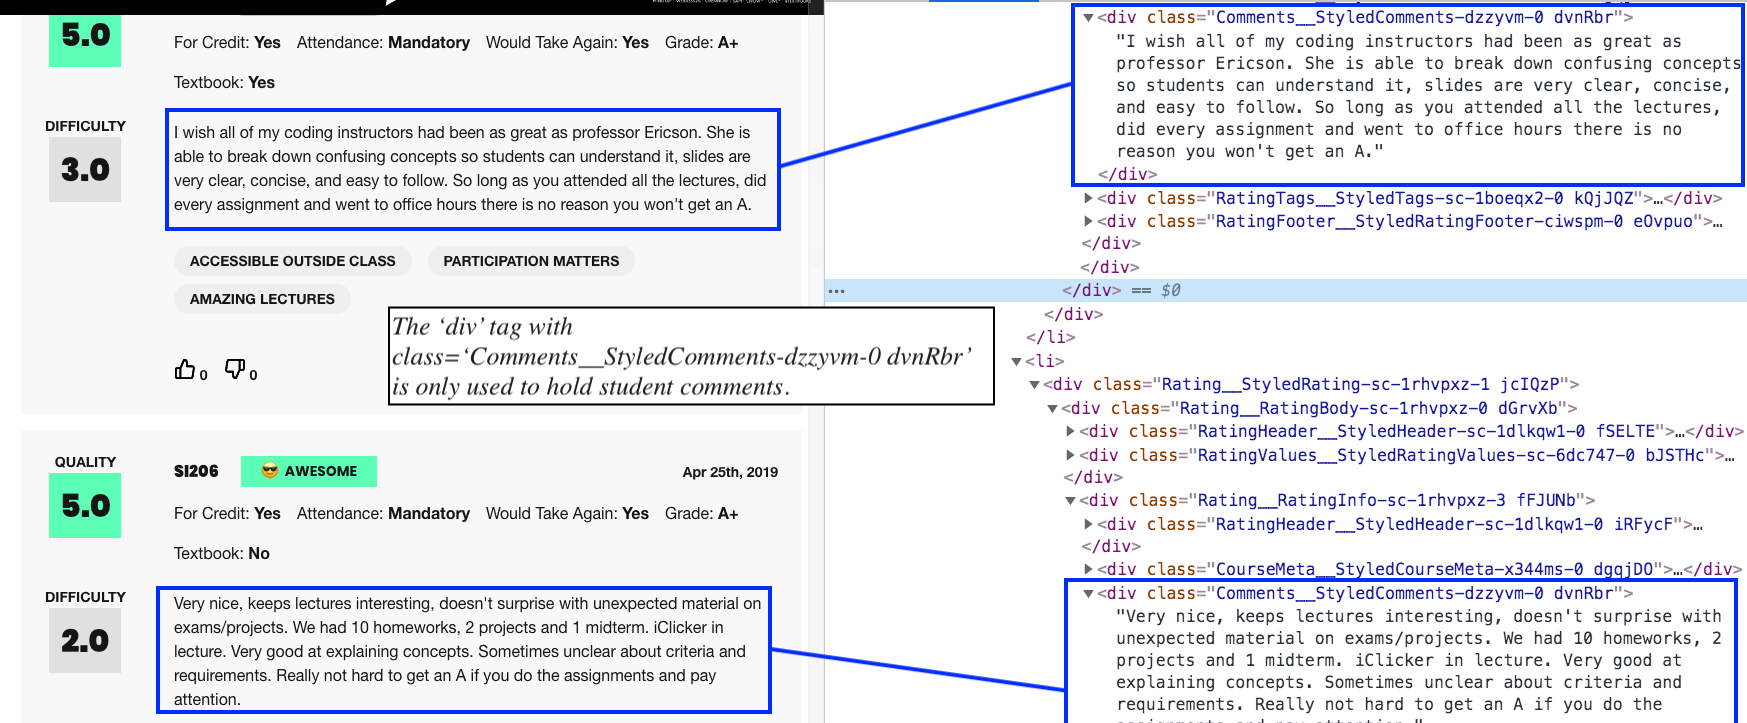 5.0
For Credit: Yes Attendance: Mandatory Would Take Again: Yes Grade: A+
Textbook: Yes
DIFFICULTY
3.0
I wish all of my coding instructors had been as great as professor Ericson. She is
able to break down confusing concepts so students can understand it, slides are
very clear, concise, and easy to follow. So long as you attended all the lectures, did
every assignment and went to office hours there is no reason you won't get an A.
ACCESSIBLE OUTSIDE CLASS PARTICIPATION MATTERS
AMAZING LECTURES
0 0
The ‘div’ tag with
class=‘Comments__StyledComments-dzzyvm-0 dvnRbr’
is only used to hold student comments.
QUALITY
5.0
SI206 AWESOME Apr 25th, 2019
For Credit: Yes Attendance: Mandatory Would Take Again: Yes Grade: A+
Textbook: No
DIFFICULTY
2.0
Very nice, keeps lectures interesting, doesn't surprise with unexpected material on
exams/projects. We had 10 homeworks, 2 projects and 1 midterm. iClicker in
lecture. Very good at explaining concepts. Sometimes unclear about criteria and
requirements. Really not hard to get an A if you do the assignments and pay
attention.
▼<div class="Comments__StyledComments-dzzyvm-0 dvnRbr">
"I wish all of my coding instructors had been as great as
professor Ericson. She is able to break down confusing concepts
so students can understand it, slides are very clear, concise,
and easy to follow. So long as you attended all the lectures,
did every assignment and went to office hours there is no
reason you won't get an A."
</div>
▶<div class="RatingTags__StyledTags-sc-1boeqx2-0 kQjJQZ">…</div>
▶<div class="RatingFooter__StyledRatingFooter-ciwspm-0 eOvpuo">…
</div>
</div>
… </div> == $0
</div>
</li>
▼<li>
▼<div class="Rating__StyledRating-sc-1rhvpxz-1 jcIQzP">
▼<div class="Rating__RatingBody-sc-1rhvpxz-0 dGrvXb">
▶<div class="RatingHeader__StyledHeader-sc-1dlkqw1-0 fSELTE">…</div>
▶<div class="RatingValues__StyledRatingValues-sc-6dc747-0 bJSTHc">…
</div>
▼<div class="Rating__RatingInfo-sc-1rhvpxz-3 fFJUNb">
▶<div class="RatingHeader__StyledHeader-sc-1dlkqw1-0 iRFycF">…
</div>
▶<div class="CourseMeta__StyledCourseMeta-x344ms-0 dgqjDO">…</div>
▼<div class="Comments__StyledComments-dzzyvm-0 dvnRbr">
"Very nice, keeps lectures interesting, doesn't surprise with
unexpected material on exams/projects. We had 10 homeworks, 2
projects and 1 midterm. iClicker in lecture. Very good at
explaining concepts. Sometimes unclear about criteria and
requirements. Really not hard to get an A if you do the